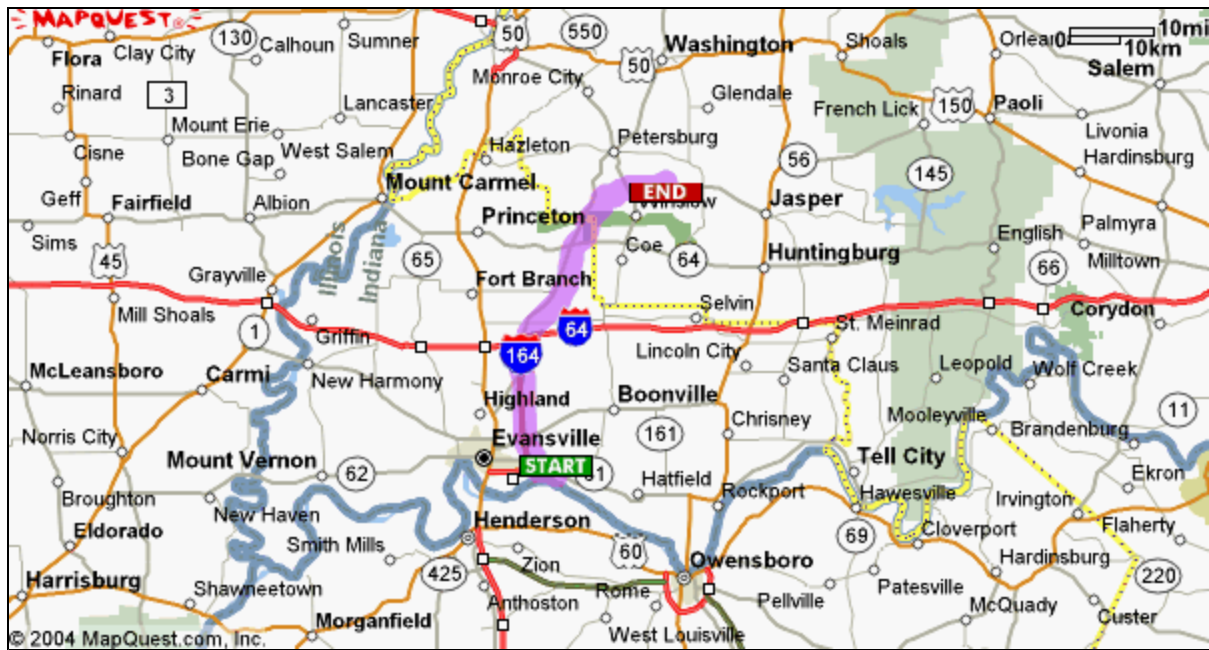 MAPQUEST
Flora
Clay City
130
Calhoun
Sumner
50
550
Washington
Shoals
10mi
0
10km
Salem
Monroe City
50
Rinard
3
Lancaster
Glendale
French Lick
150
Paoli
Livonia
Mount Erie
Petersburg
Cisne
Bone Gap
West Salem
Hazleton
56
Hardinsburg
145
Geff
Fairfield
Albion
Mount Carmel
END
Winslow
Jasper
Princeton
Palmyra
Sims
45
Illinois
Indiana
65
Coe
64
Huntingburg
English
66
Milltown
Grayville
Fort Branch
Selvin
Corydon
Mill Shoals
1
Griffin
164
64
St. Meinrad
Lincoln City
Santa Claus
Leopold
Wolf Creek
McLeansboro
Carmi
New Harmony
Highland
Boonville
Chrisney
Mooleyville
11
Norris City
Evansville
161
Brandenburg
Mount Vernon
62
START
Hatfield
Tell City
Ekron
Broughton
New Haven
Rockport
Hawesville
Irvington
Eldorado
Henderson
Flaherty
Smith Mills
60
69
Cloverport
Owensboro
Hardinsburg
Harrisburg
Shawneetown
425
Zion
Rome
Patesville
220
Anthoston
Pellville
McQuady
Custer
Morganfield
West Louisville
© 2004 MapQuest.com, Inc.